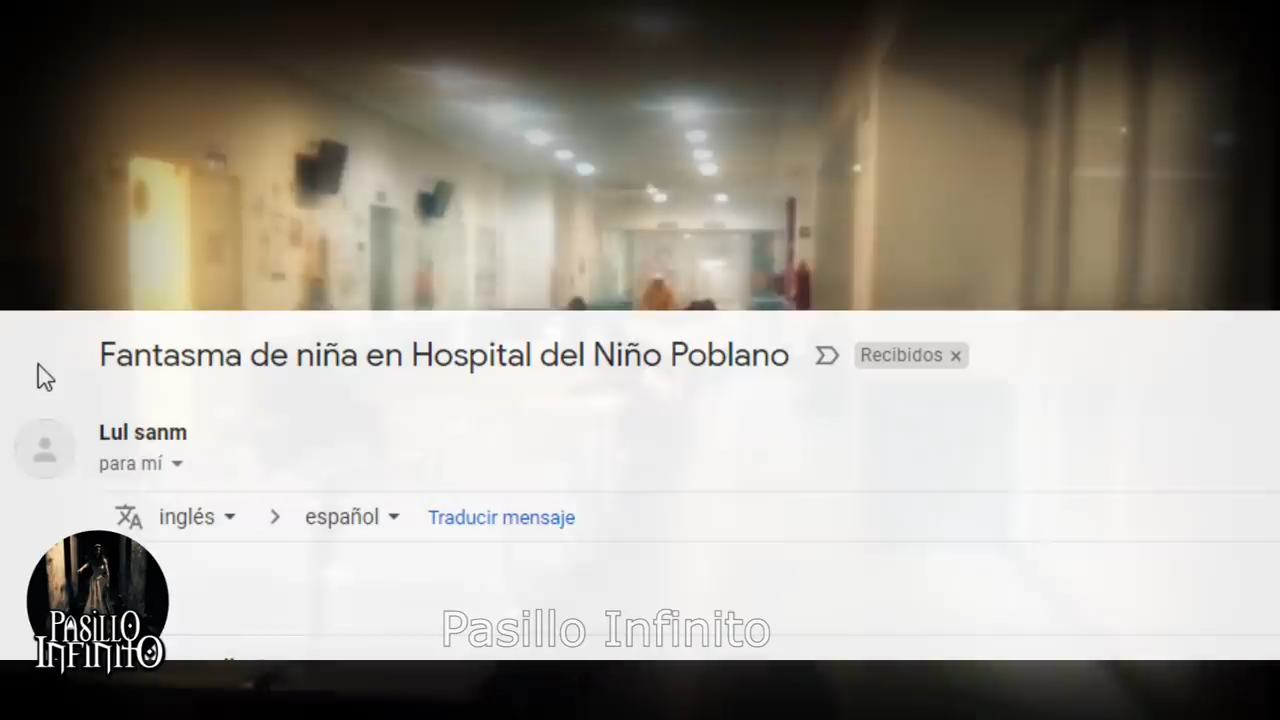 Fantasma de niña en Hospital del Niño Poblano
Recibidos ×
Lul sanm
para mí
inglés > español Traducir mensaje
PASILLO
INFINITO
Pasillo Infinito